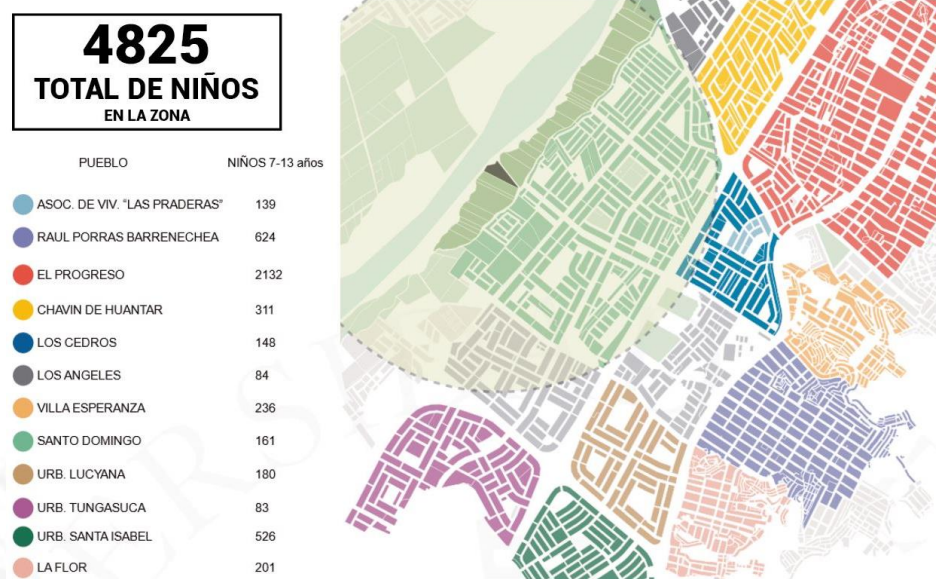 4825
TOTAL DE NIÑOS
EN LA ZONA
PUEBLO NIÑOS 7-13 años
ASOC. DE VIV. "LAS PRADERAS" 139
RAUL PORRAS BARRENECHEA 624
EL PROGRESO 2132
CHAVIN DE HUANTAR 311
LOS CEDROS 148
LOS ANGELES 84
VILLA ESPERANZA 236
SANTO DOMINGO 161
URB. LUCYANA 180
URB. TUNGASUCA 83
URB. SANTA ISABEL 526
LA FLOR 201